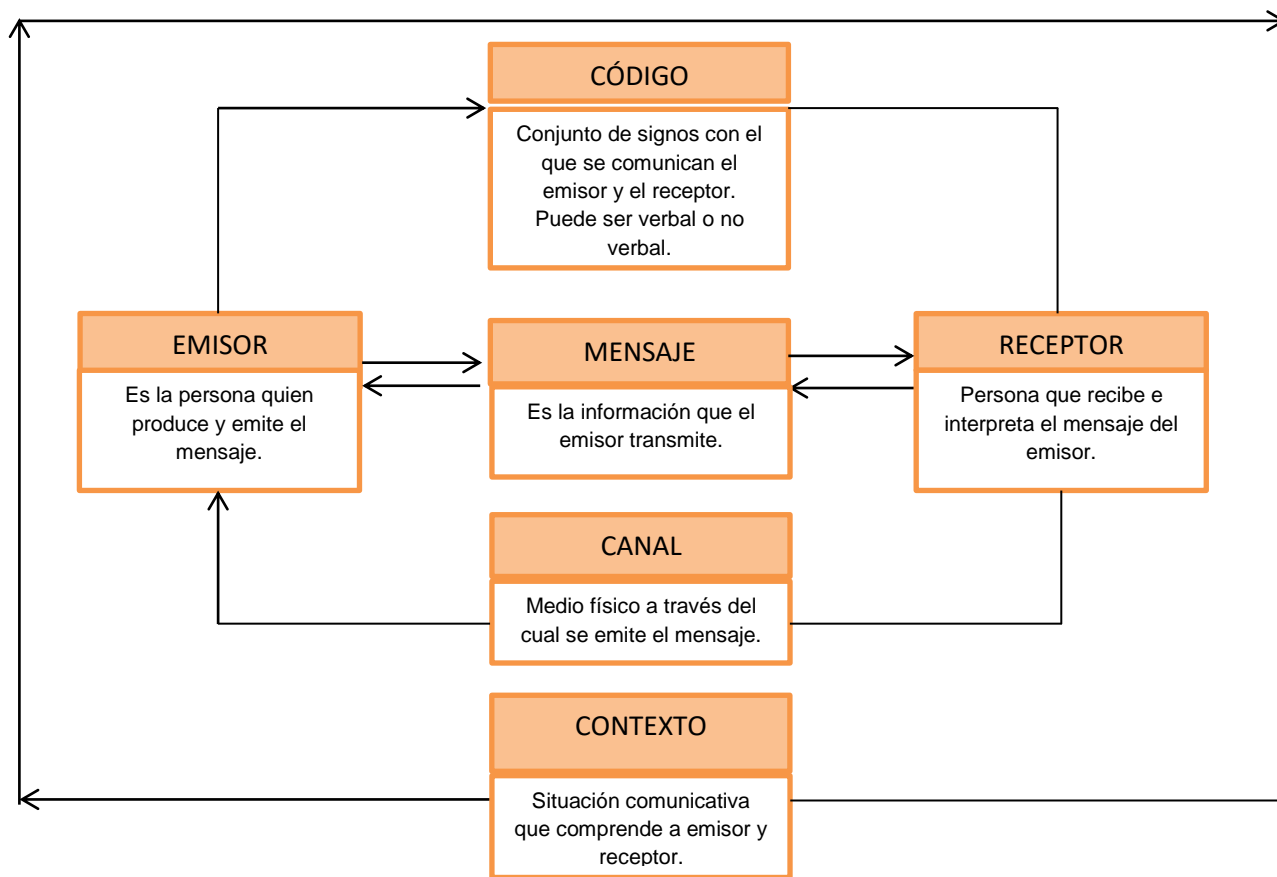 CÓDIGO
Conjunto de signos con el
que se comunican el
emisor y el receptor.
Puede ser verbal o no
verbal.
EMISOR
Es la persona quien
produce y emite el
mensaje.
MENSAJE
Es la información que el
emisor transmite.
RECEPTOR
Persona que recibe e
interpreta el mensaje del
emisor.
CANAL
Medio físico a través del
cual se emite el mensaje.
CONTEXTO
Situación comunicativa
que comprende a emisor y
receptor.